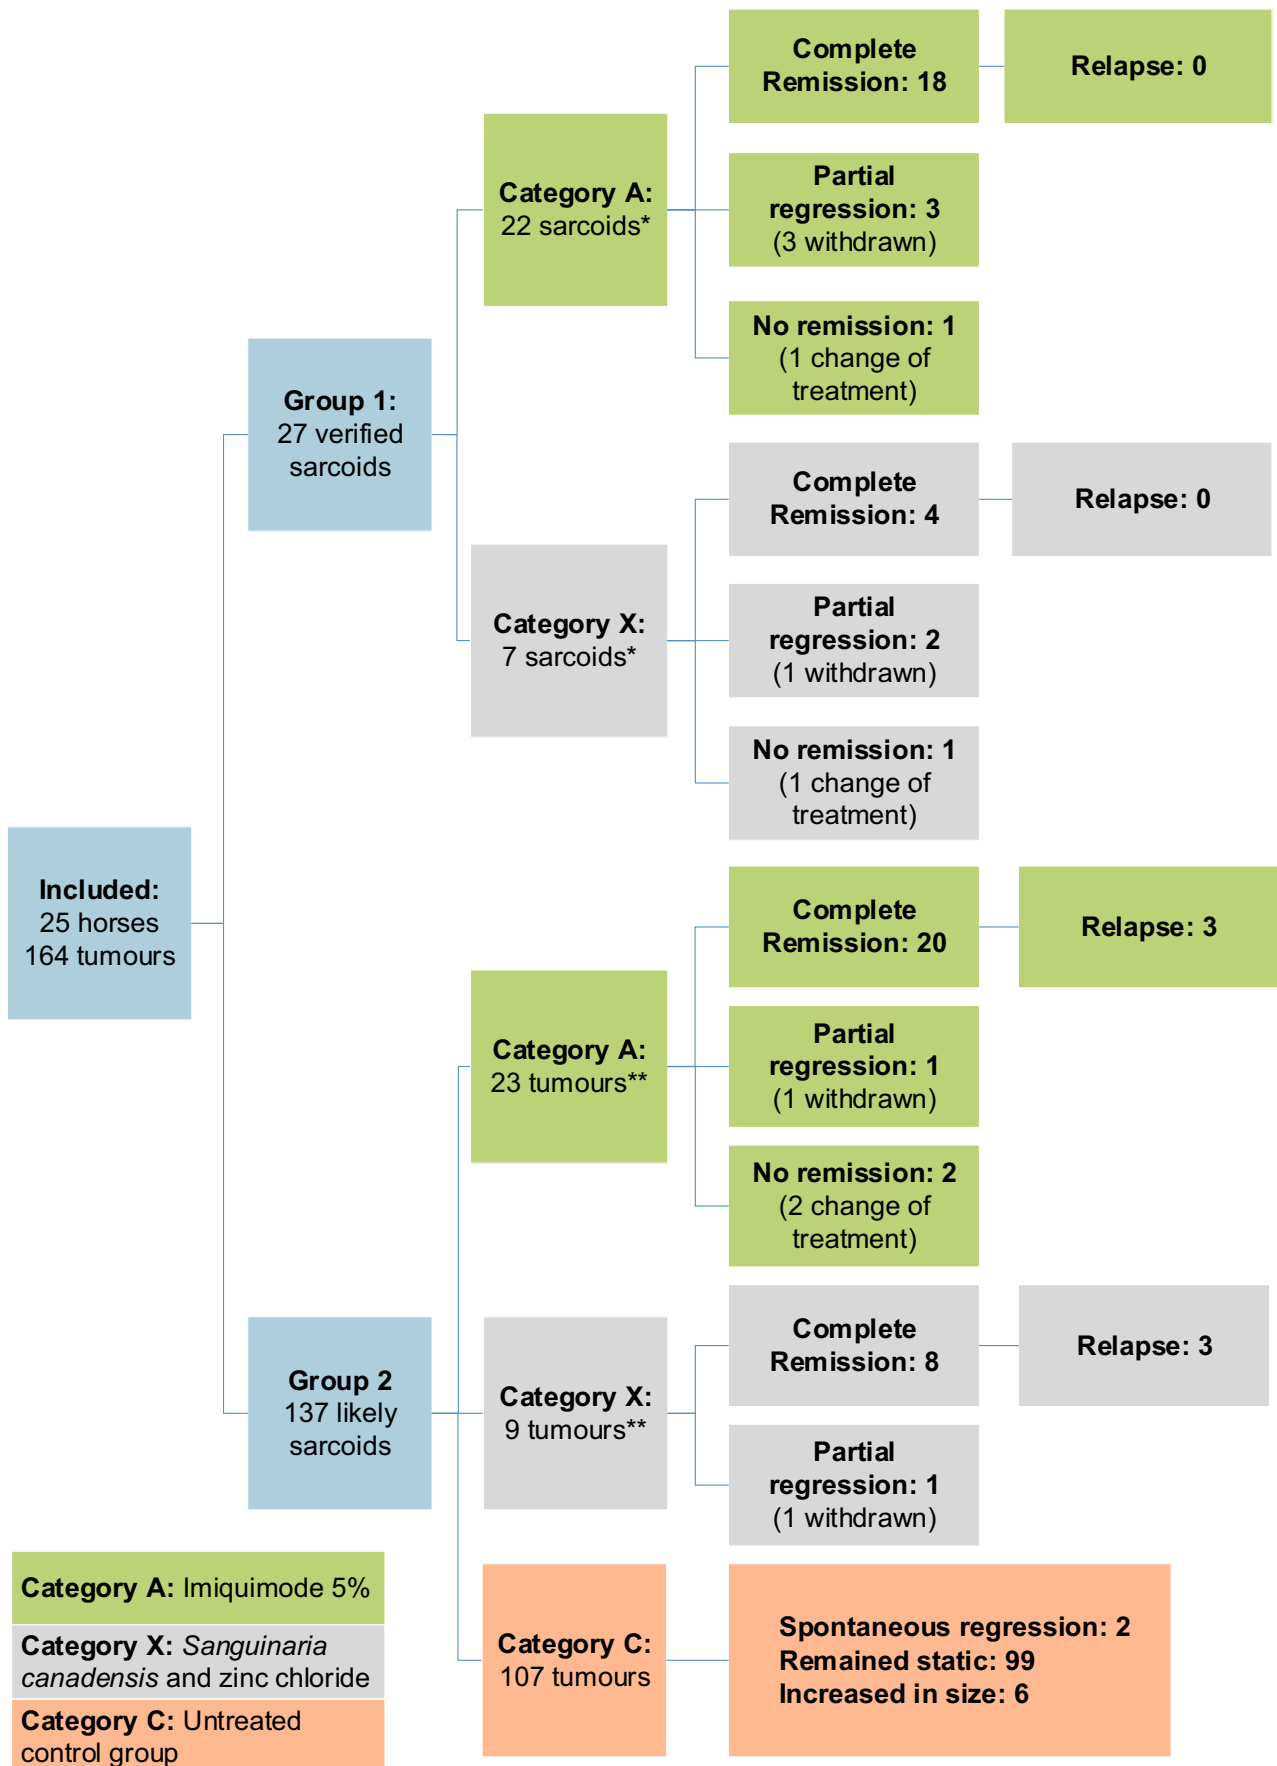 Included:
25 horses
164 tumours
Group 1:
27 verified
sarcoids
Category A:
22 sarcoids*
Complete
Remission: 18
Relapse: 0
Partial
regression: 3
(3 withdrawn)
No remission: 1
(1 change of
treatment)
Category X:
7 sarcoids*
Complete
Remission: 4
Relapse: 0
Partial
regression: 2
(1 withdrawn)
No remission: 1
(1 change of
treatment)
Group 2
137 likely
sarcoids
Category A:
23 tumours**
Complete
Remission: 20
Relapse: 3
Partial
regression: 1
(1 withdrawn)
No remission: 2
(2 change of
treatment)
Category X:
9 tumours**
Complete
Remission: 8
Relapse: 3
Partial
regression: 1
(1 withdrawn)
Category C:
107 tumours
Spontaneous regression: 2
Remained static: 99
Increased in size: 6
Category A: Imiquimode 5%
Category X: Sanguinaria
canadensis and zinc chloride
Category C: Untreated
control group